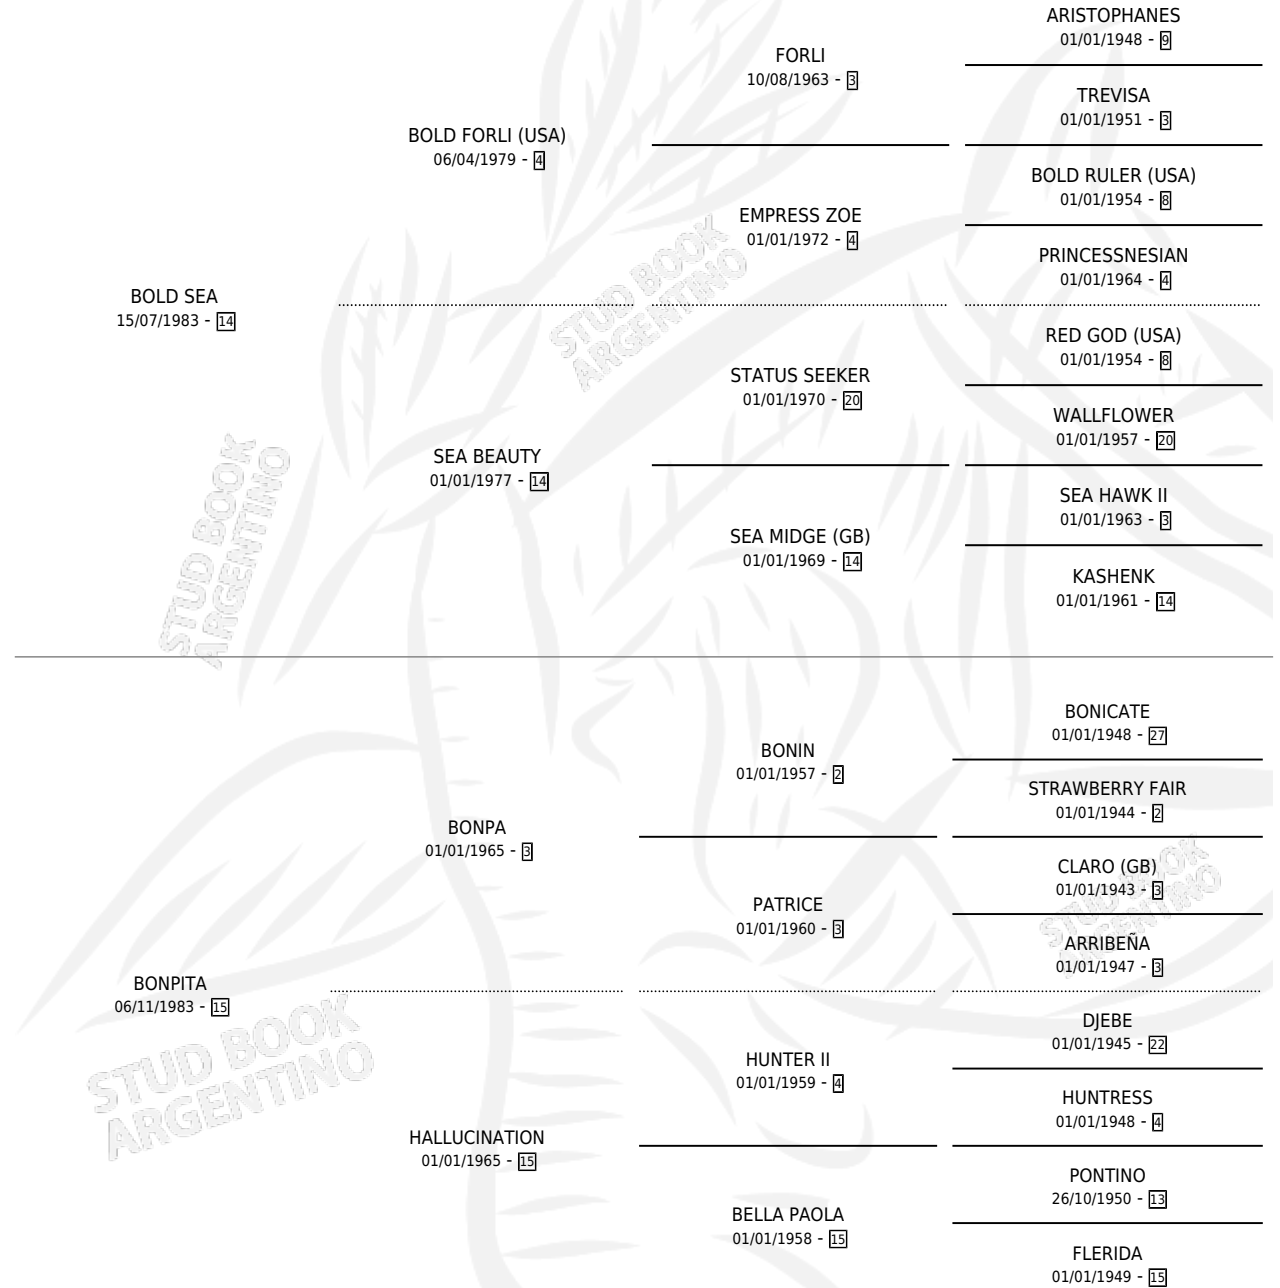 ARISTOPHANES
01/01/1948 - 9
FORLI
10/08/1963 - 3
TREVISA
01/01/1951 - 3
BOLD FORLI (USA)
06/04/1979 - 4
BOLD RULER (USA)
01/01/1954 - 8
EMPRESS ZOE
01/01/1972 - 4
PRINCESSNESIAN
01/01/1964 - 4
STUD BOOK
ARGENTINO
BOLD SEA
15/07/1983 - 14
RED GOD (USA)
01/01/1954 - 8
STATUS SEEKER
01/01/1970 - 20
WALLFLOWER
01/01/1957 - 20
SEA BEAUTY
01/01/1977 - 14
SEA HAWK II
01/01/1963 - 3
SEA MIDGE (GB)
01/01/1969 - 14
KASHENK
01/01/1961 - 14
STUD BOOK
ARGENTINO
BONICATE
01/01/1948 - 27
BONIN
01/01/1957 - 2
STRAWBERRY FAIR
01/01/1944 - 2
BONPA
01/01/1965 - 3
CLARO (GB)
01/01/1943 - 3
PATRICE
01/01/1960 - 3
ARRIBEÑA
01/01/1947 - 3
STUD BOOK
ARGENTINO
BONPITA
06/11/1983 - 15
DJEBE
01/01/1945 - 22
HUNTER II
01/01/1959 - 4
HUNTRESS
01/01/1948 - 4
STUD BOOK
ARGENTINO
HALLUCINATION
01/01/1965 - 15
PONTINO
26/10/1950 - 13
BELLA PAOLA
01/01/1958 - 15
FLERIDA
01/01/1949 - 15